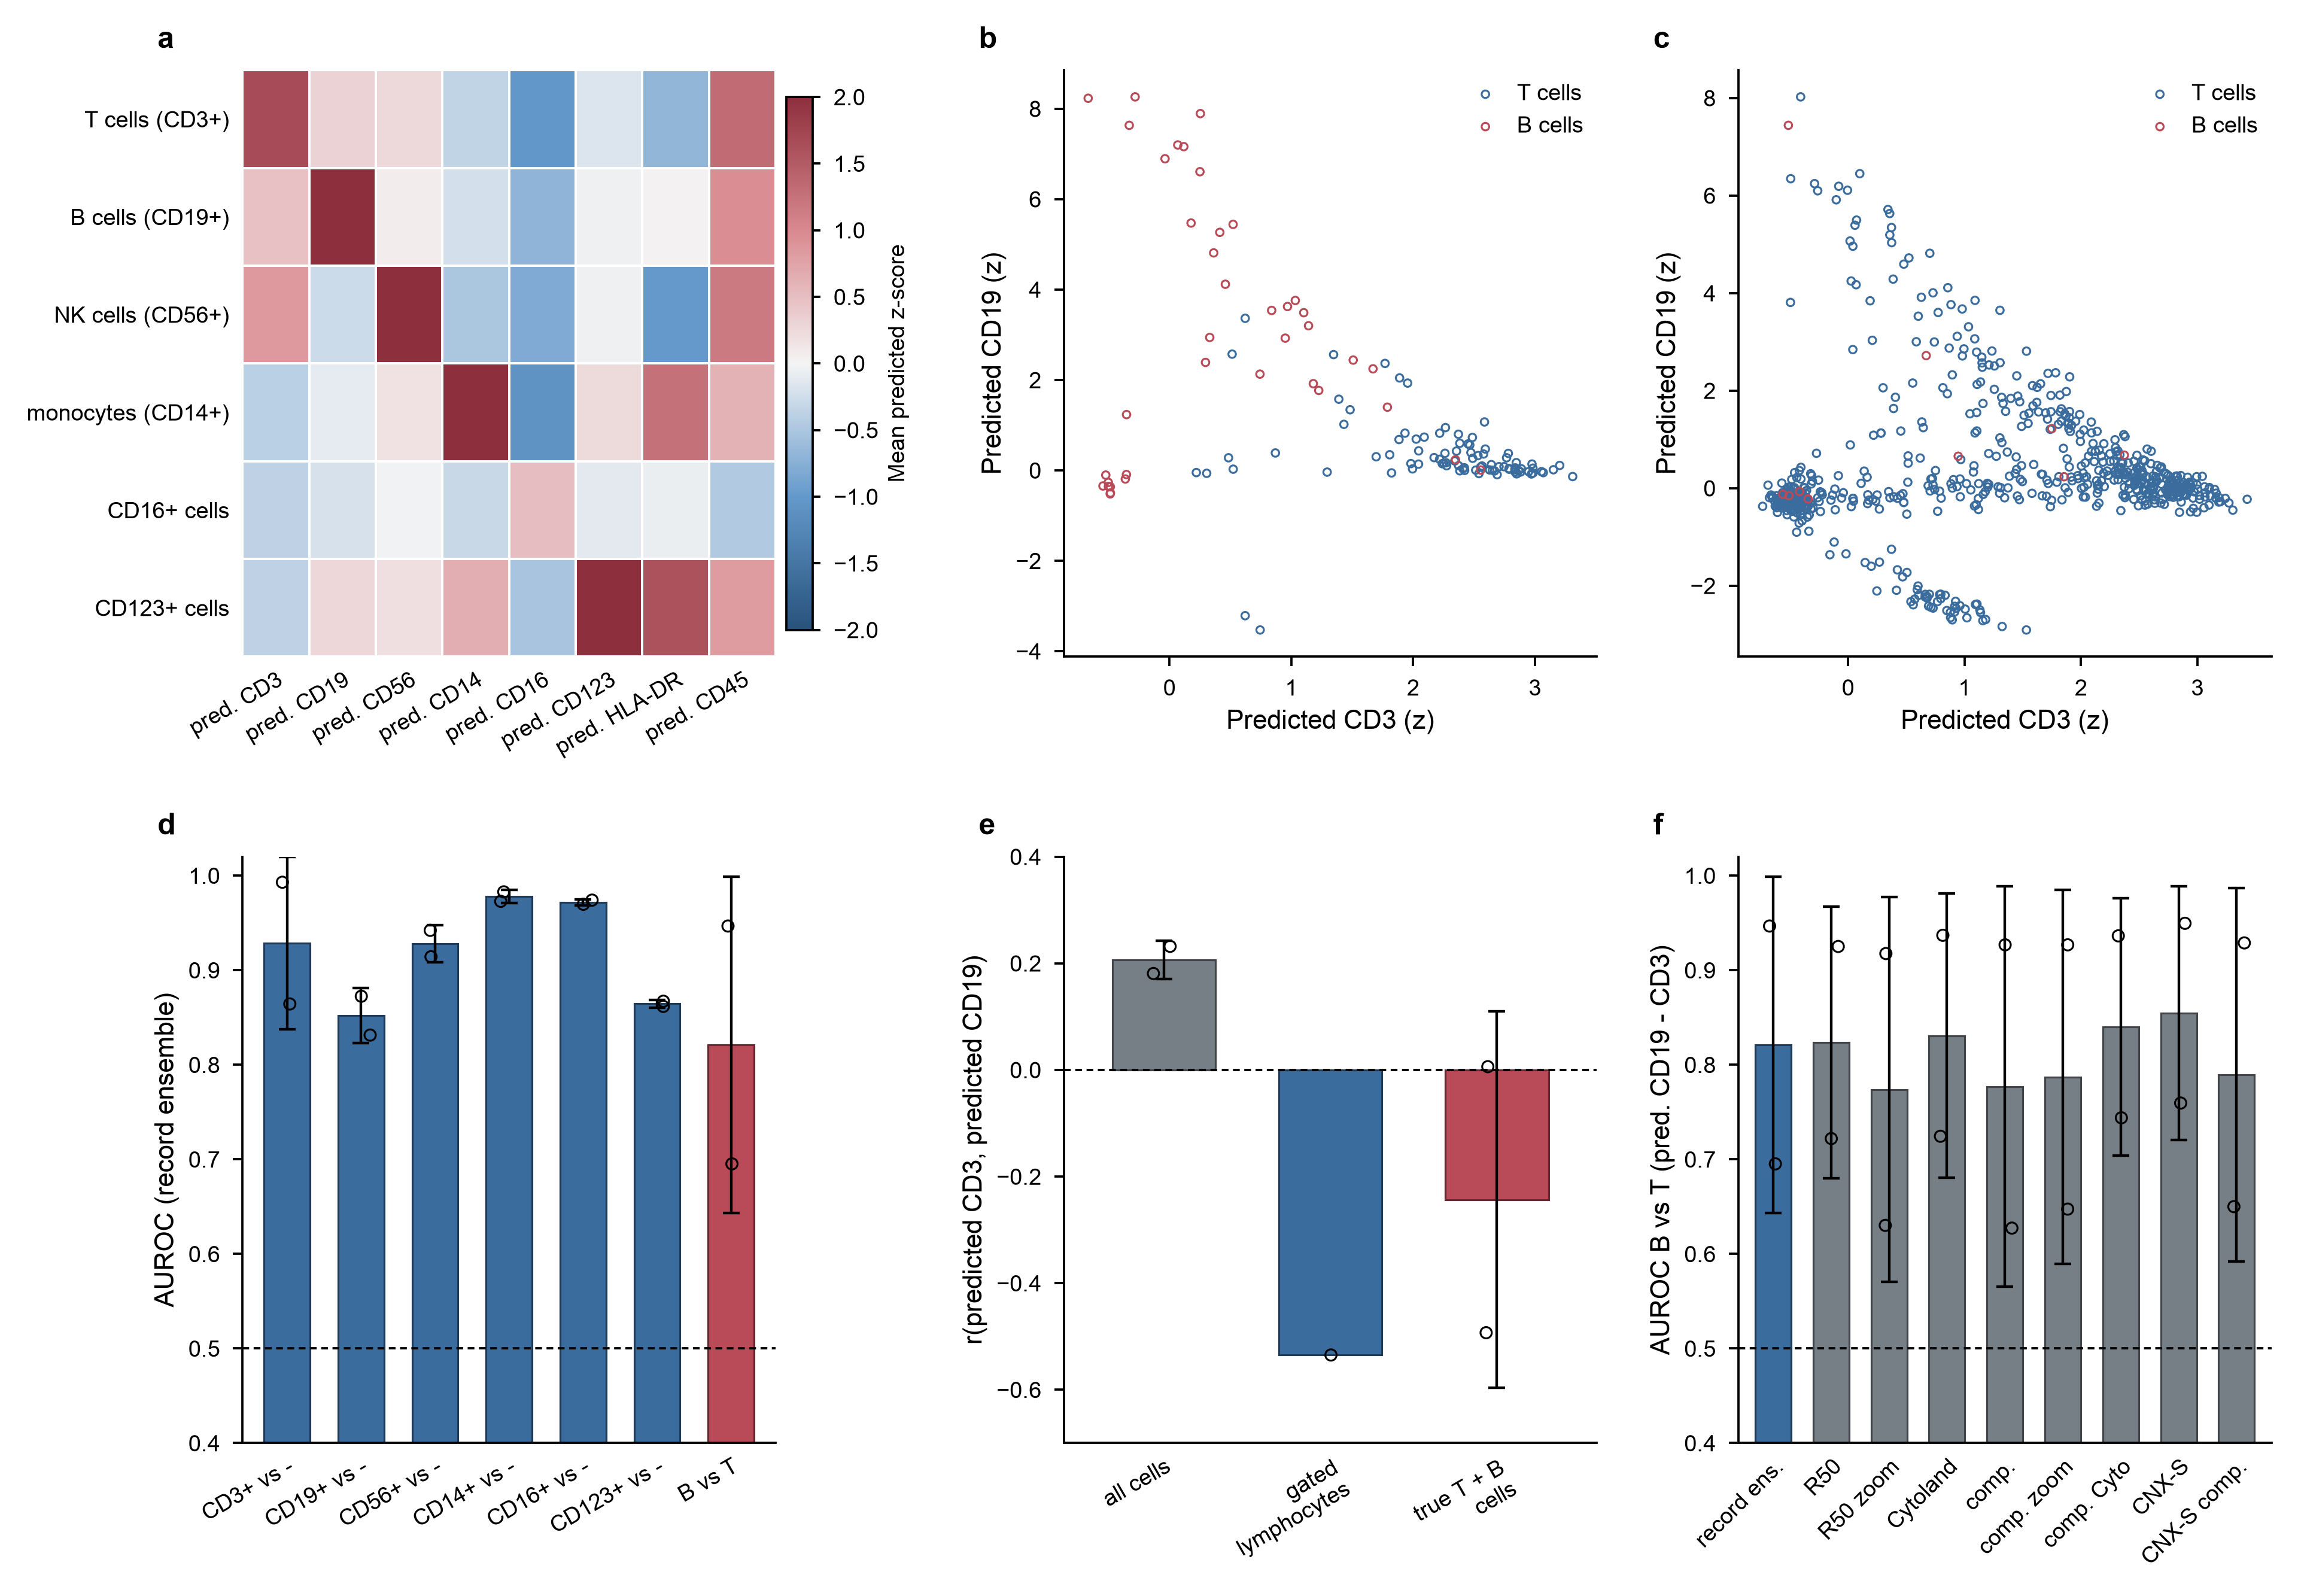 a
T cells (CD3+)
B cells (CD19+)
NK cells (CD56+)
monocytes (CD14+)
CD16+ cells
CD123+ cells
pred. CD3
pred. CD19
pred. CD56
pred. CD14
pred. CD16
pred. CD123
pred. HLA-DR
pred. CD45
2.0
1.5
1.0
0.5
0.0
−0.5
−1.0
−1.5
−2.0
Mean predicted z-score
b
T cells
B cells
8
6
4
2
0
−2
−4
0
1
2
3
Predicted CD19 (z)
Predicted CD3 (z)
c
T cells
B cells
8
6
4
2
0
−2
0
1
2
3
Predicted CD19 (z)
Predicted CD3 (z)
d
1.0
0.9
0.8
0.7
0.6
0.5
0.4
AUROC (record ensemble)
CD3+ vs -
CD19+ vs -
CD56+ vs -
CD14+ vs -
CD16+ vs -
CD123+ vs -
B vs T
e
0.4
0.2
0.0
−0.2
−0.4
−0.6
r(predicted CD3, predicted CD19)
all cells
gated
lymphocytes
true T + B
cells
f
1.0
0.9
0.8
0.7
0.6
0.5
0.4
AUROC B vs T (pred. CD19 - CD3)
record ens.
R50
R50 zoom
Cytoland
comp.
comp. zoom
comp. Cyto
CNX-S
CNX-S comp.